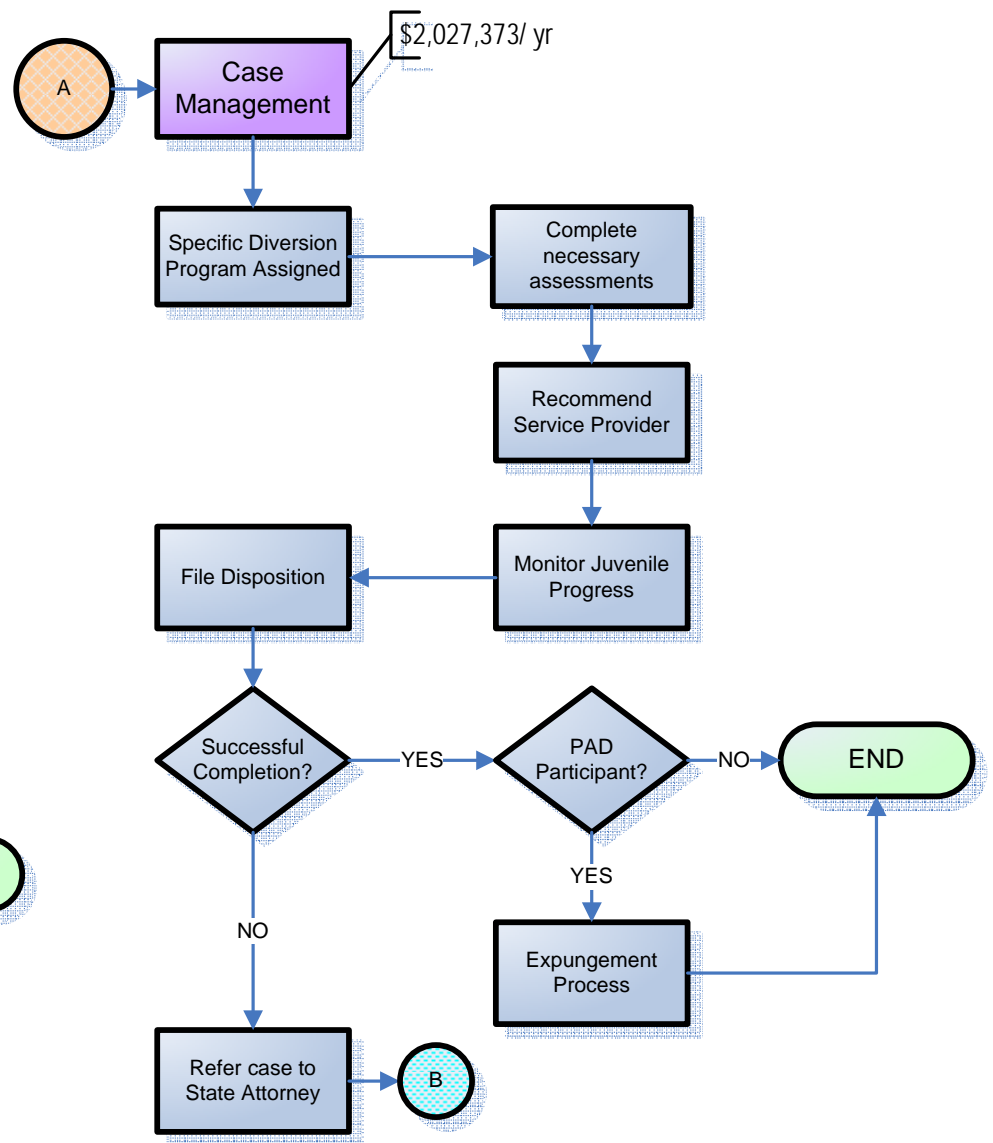 $2,027,373/ yr
A
Case
Management
Specific Diversion
Program Assigned
Complete
necessary
assessments
Recommend
Service Provider
Monitor Juvenile
Progress
File Disposition
Successful
Completion?
YES
PAD
Participant?
NO
END
YES
NO
Expungement
Process
Refer case to
State Attorney
B